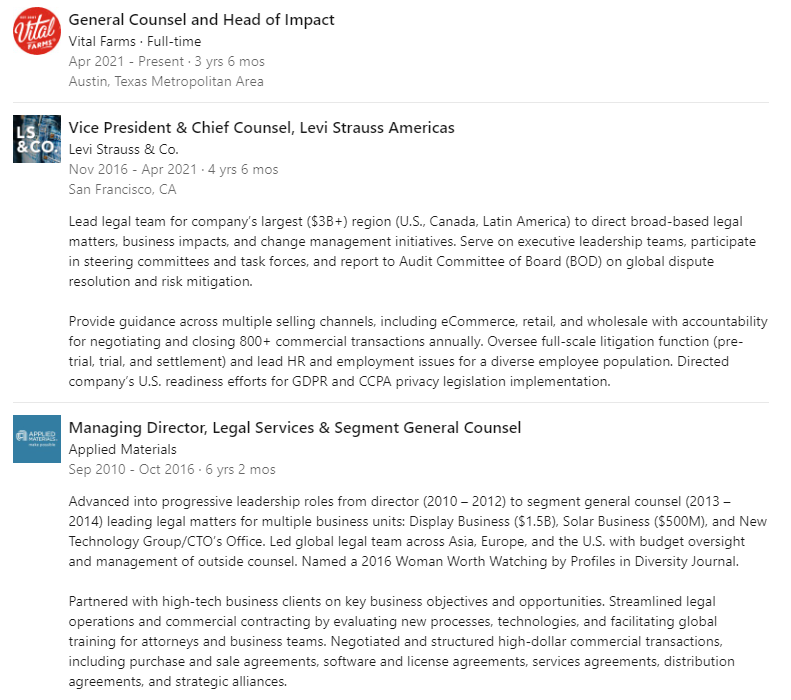 General Counsel and Head of Impact
Vital Farms · Full-time
Apr 2021 - Present · 3 yrs 6 mos
Austin, Texas Metropolitan Area
Vital
FARMS
Vice President & Chief Counsel, Levi Strauss Americas
LS
&CO.
Levi Strauss & Co.
Nov 2016 - Apr 2021 · 4 yrs 6 mos
San Francisco, CA
Lead legal team for company's largest ($3B+) region (U.S., Canada, Latin America) to direct broad-based legal
matters, business impacts, and change management initiatives. Serve on executive leadership teams, participate
in steering committees and task forces, and report to Audit Committee of Board (BOD) on global dispute
resolution and risk mitigation.
Provide guidance across multiple selling channels, including eCommerce, retail, and wholesale with accountability
for negotiating and closing 800+ commercial transactions annually. Oversee full-scale litigation function (pre-
trial, trial, and settlement) and lead HR and employment issues for a diverse employee population. Directed
company's U.S. readiness efforts for GDPR and CCPA privacy legislation implementation.
Managing Director, Legal Services & Segment General Counsel
APPLIED
MATERIALS
make possible
Applied Materials
Sep 2010 - Oct 2016 · 6 yrs 2 mos
Advanced into progressive leadership roles from director (2010 – 2012) to segment general counsel (2013 –
2014) leading legal matters for multiple business units: Display Business ($1.5B), Solar Business ($500M), and New
Technology Group/CTO's Office. Led global legal team across Asia, Europe, and the U.S. with budget oversight
and management of outside counsel. Named a 2016 Woman Worth Watching by Profiles in Diversity Journal.
Partnered with high-tech business clients on key business objectives and opportunities. Streamlined legal
operations and commercial contracting by evaluating new processes, technologies, and facilitating global
training for attorneys and business teams. Negotiated and structured high-dollar commercial transactions,
including purchase and sale agreements, software and license agreements, services agreements, distribution
agreements, and strategic alliances.